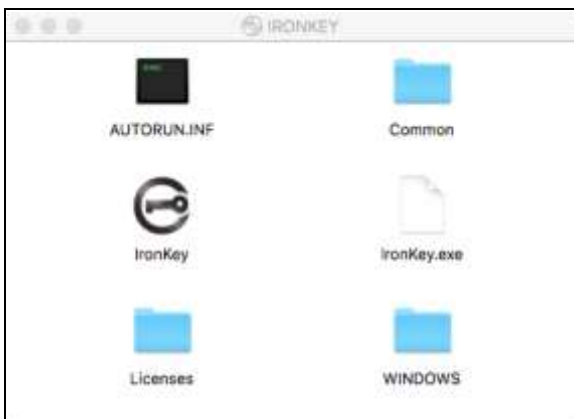 IRONKEY
AUTORUN.INF
Common
IronKey
IronKey.exe
Licenses
WINDOWS